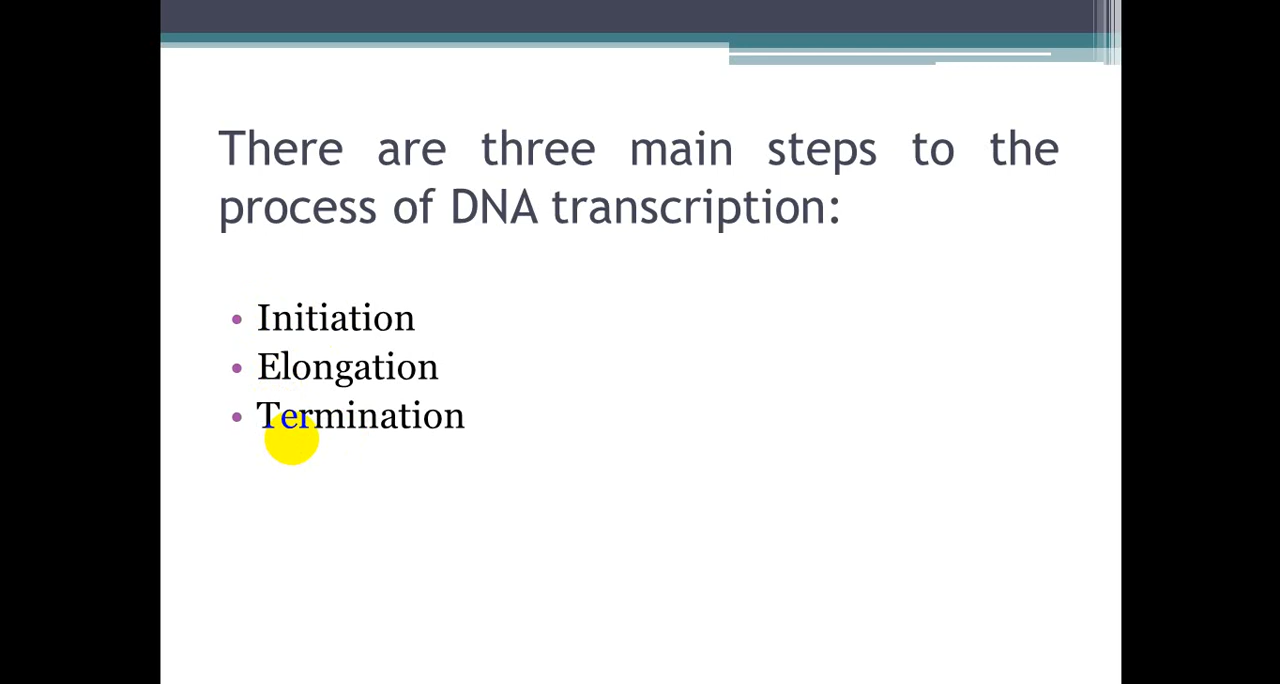 There are three main steps to the
process of DNA transcription:
• Initiation
• Elongation
• Termination